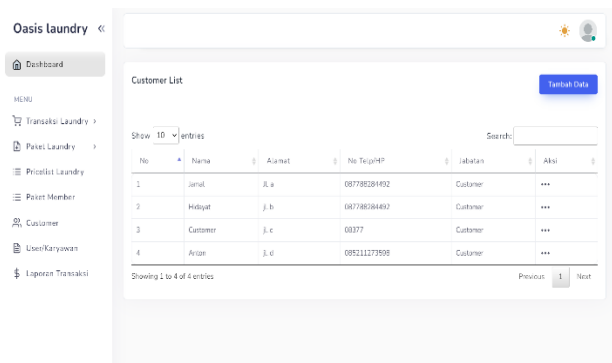 Oasis laundry «
Dashboard
MENU
Transaksi Laundry >
Paket Laundry >
Pricelist Laundry
Paket Member
Customer
User/Karyawan
$ Laporan Transaksi
Customer List
Tambah Data
Show 10 entries
Search:
No Nama Alamat No Telp/HP Jabatan Aksi
1 Jamal Jl. a 087788284492 Customer •••
2 Hidayat jl. b 087788284492 Customer •••
3 Customer jl. c 08377 Customer •••
4 Anton jl. d 085211273506 Customer •••
Showing 1 to 4 of 4 entries
Previous 1 Next